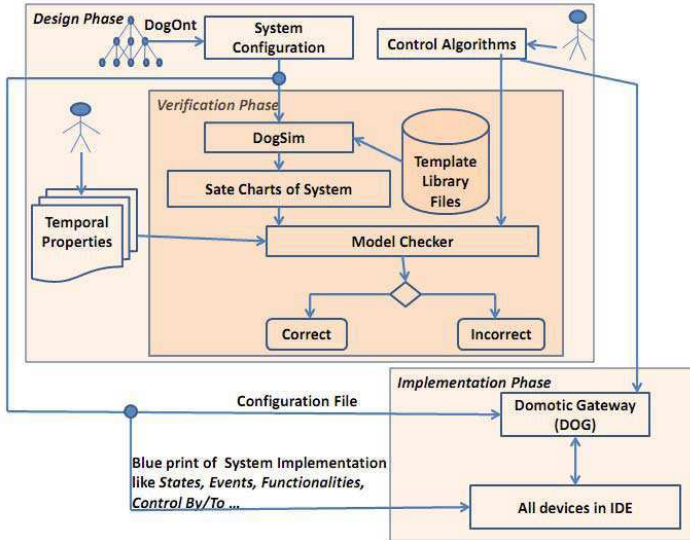 Design Phase
DogOnt
System
Configuration
Control Algorithms
Verification Phase
DogSim
Template
Library
Files
Sate Charts of System
Temporal
Properties
Model Checker
Correct
Incorrect
Implementation Phase
Configuration File
Domotic Gateway
(DOG)
Blue print of System Implementation
like States, Events, Functionalities,
Control By/To ...
All devices in IDE